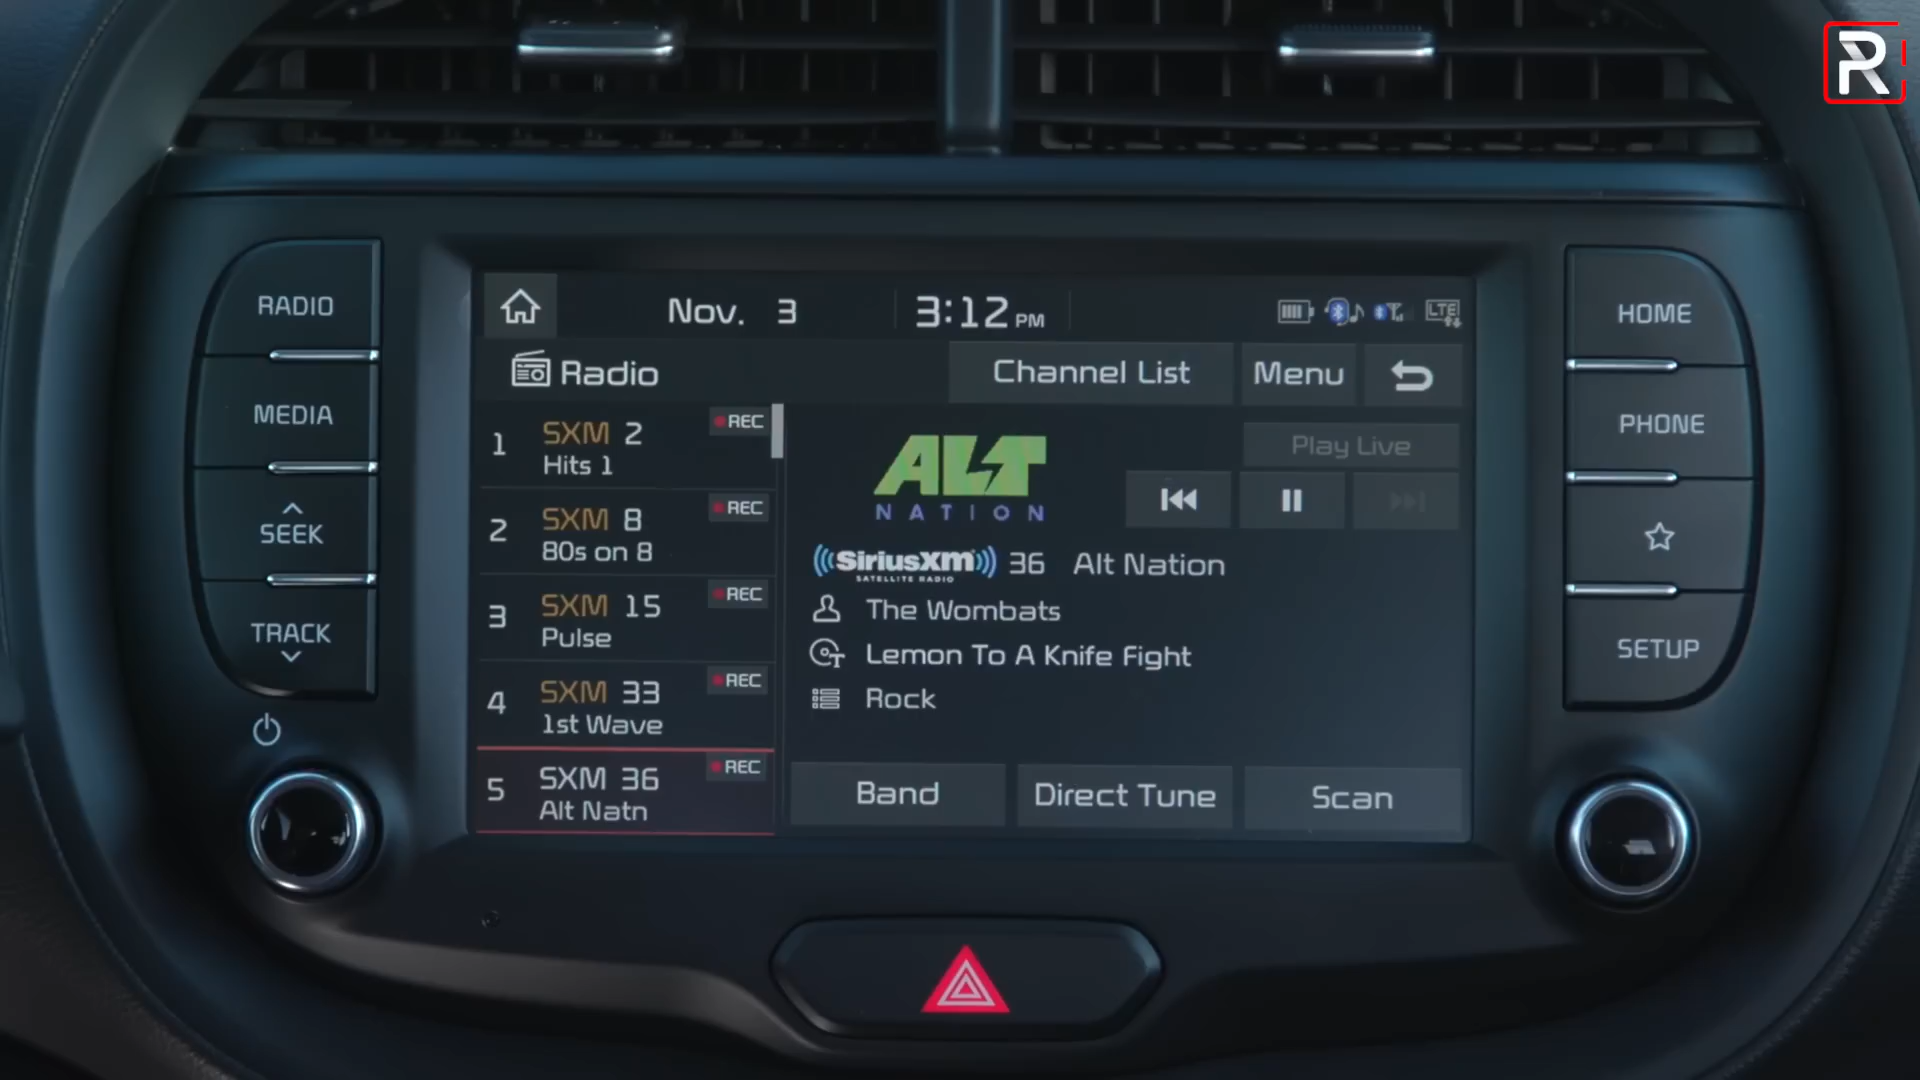 R
RADIO
MEDIA
SEEK
TRACK
Nov. 3
3:12 PM
LTE
Radio
Channel List
Menu
1
SXM 2
Hits 1
REC
2
SXM 8
80s on 8
REC
3
SXM 15
Pulse
REC
4
SXM 33
1st Wave
REC
5
SXM 36
Alt Natn
REC
ALT
NATION
Play Live
SiriusXM
SATELLITE RADIO
36 Alt Nation
The Wombats
Lemon To A Knife Fight
Rock
Band
Direct Tune
Scan
HOME
PHONE
SETUP